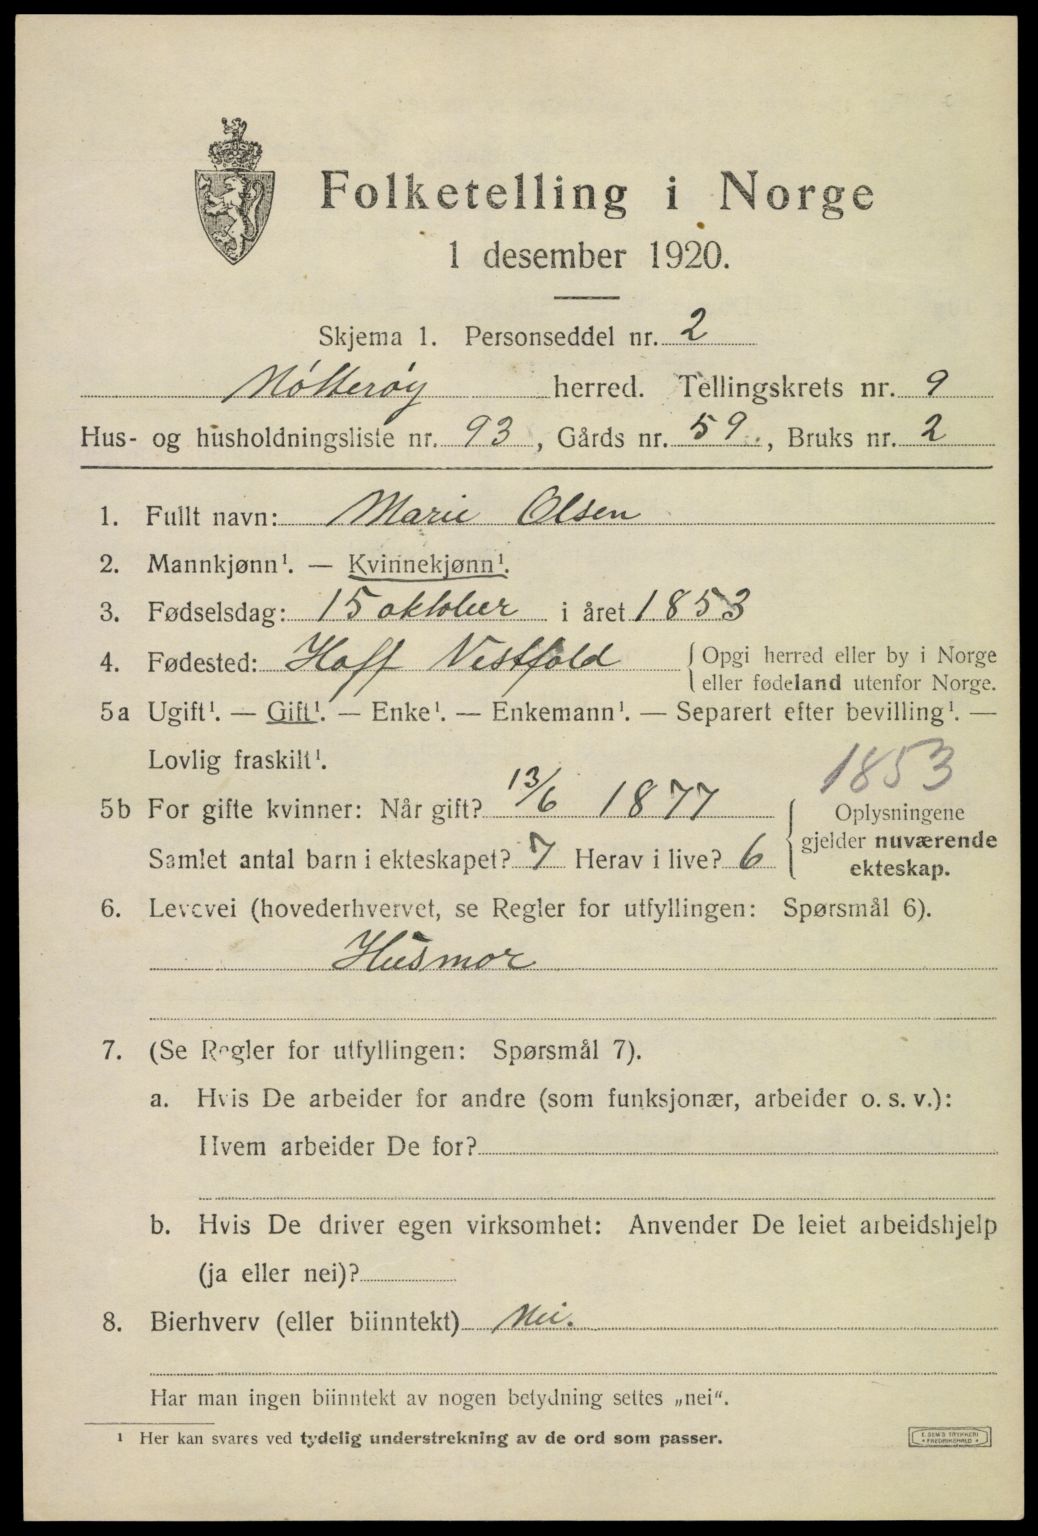 Folketelling i Norge
1 desember 1920.
Skjema 1. Personseddel nr. 2
Nötterøy herred. Tellingskrets nr. 9
Hus- og husholdningsliste nr. 93, Gårds nr. 59, Bruks nr. 2
1. Fullt navn: Marie Olsen
2. Mannkjønn¹. — Kvinnekjønn¹.
3. Fødselsdag: 15 oktober i året 1853
4. Fødested: Hoff Vestfold { Opgi herred eller by i Norge
eller fødeland utenfor Norge.
5a Ugift¹. — Gift¹. — Enke¹. — Enkemann¹. — Separert efter bevilling¹. —
Lovlig fraskilt¹.
1853
5b For gifte kvinner: Når gift? 13/6 1877 { Oplysningene
gjelder nuværende
ekteskap.
Samlet antal barn i ekteskapet? 7 Herav i live? 6
6. Levevei (hovederhvervet, se Regler for utfyllingen: Spørsmål 6).
Husmor
7. (Se Regler for utfyllingen: Spørsmål 7).
a. Hvis De arbeider for andre (som funksjonær, arbeider o. s. v.):
Hvem arbeider De for?
b. Hvis De driver egen virksomhet: Anvender De leiet arbeidshjelp
(ja eller nei)?
8. Bierhverv (eller biinntekt) Nei.
Har man ingen biinntekt av nogen betydning settes „nei“.
¹ Her kan svares ved tydelig understrekning av de ord som passer.
E. SEM'S TRYKKERI
• FREDRIKSHALD •